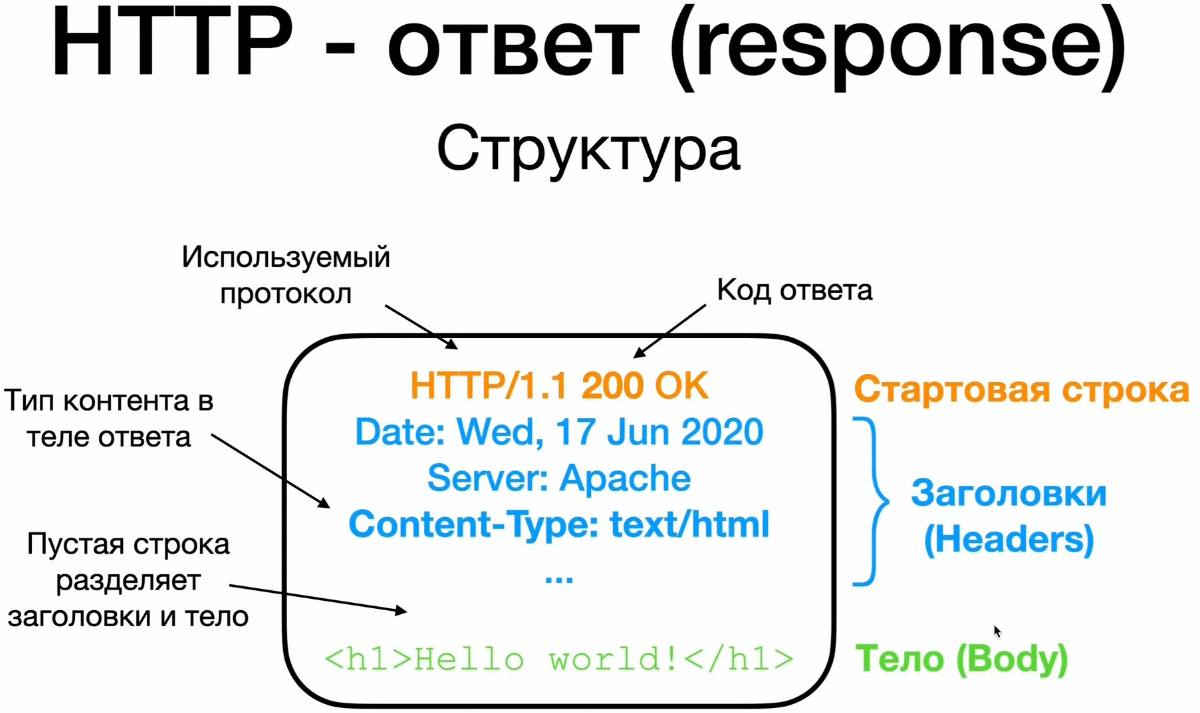 HTTP - ответ (response)
Структура
Используемый
протокол
Код ответа
HTTP/1.1 200 OK
Стартовая строка
Тип контента в
теле ответа
Date: Wed, 17 Jun 2020
Server: Apache
Content-Type: text/html
...
Заголовки
(Headers)
Пустая строка
разделяет
заголовки и тело
<h1>Hello world!</h1>
Тело (Body)